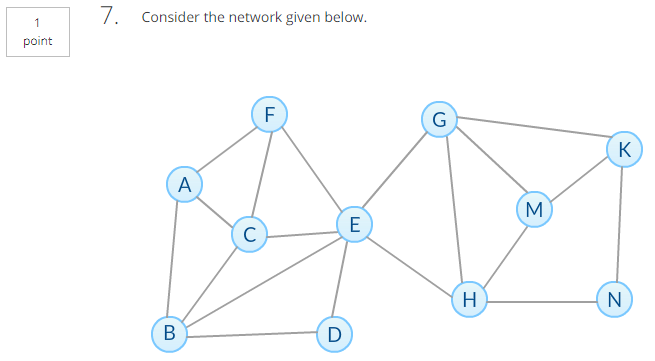 1
point
7. Consider the network given below.
F
G
K
A
M
C
E
H
N
B
D